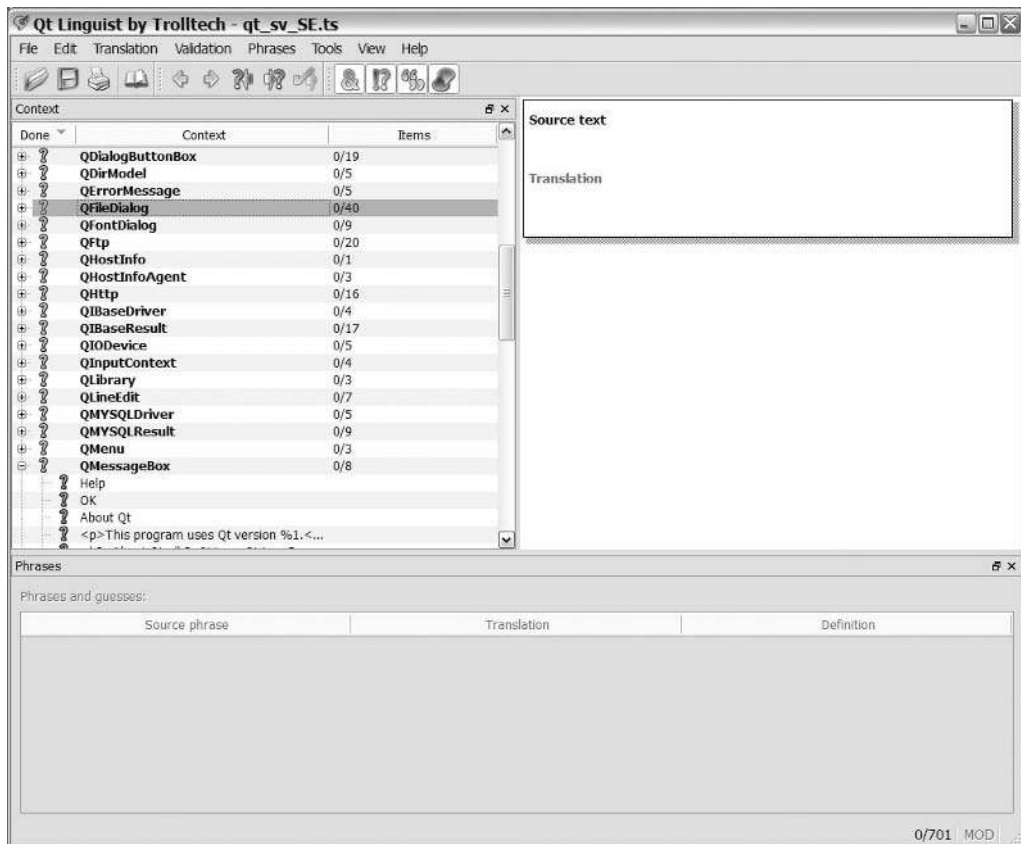 Qt Linguist by Trolltech - qt_sv_SE.ts
File Edit Translation Validation Phrases Tools View Help
Context
Done Context Items
QDialogButtonBox 0/19
QDirModel 0/5
QErrorMessage 0/5
QFileDialog 0/40
QFontDialog 0/9
QFtp 0/20
QHostInfo 0/1
QHostInfoAgent 0/3
QHttp 0/16
QIBaseDriver 0/4
QIBaseResult 0/17
QIODevice 0/5
QInputContext 0/4
QLibrary 0/3
QLineEdit 0/7
QMYSQLDriver 0/5
QMYSQLResult 0/9
QMenu 0/3
QMessageBox 0/8
Help
OK
About Qt
<p>This program uses Qt version %1.<...
Source text
Translation
Phrases
Phrases and guesses:
Source phrase Translation Definition
0/701 MOD